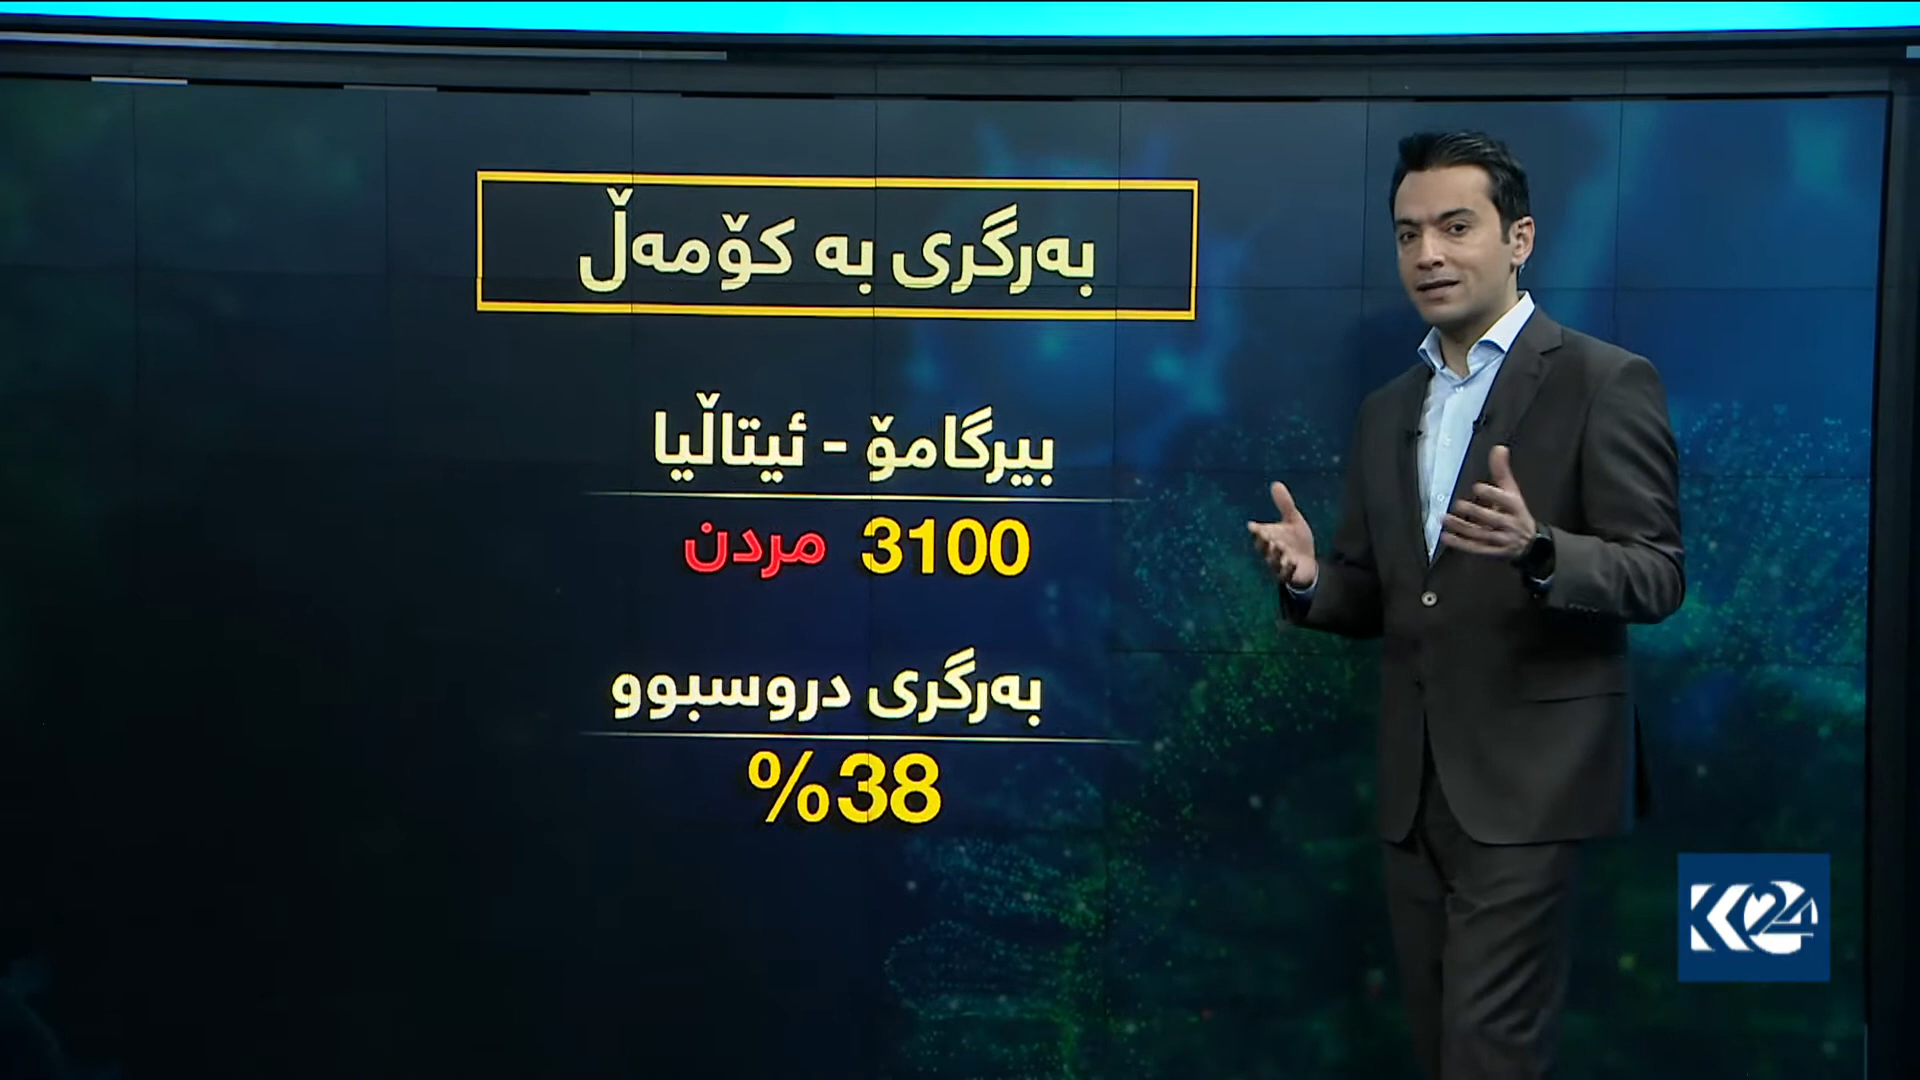 بەرگری بە کۆمەڵ
بیرگامۆ - ئیتاڵیا
3100 مردن
بەرگری دروسبوو
%38
K24